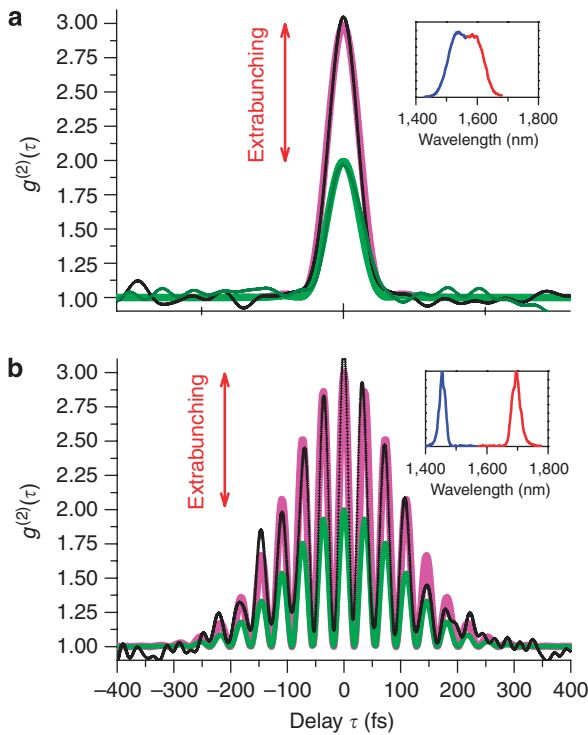 a
3.00
2.75
2.50
2.25
2.00
1.75
1.50
1.25
1.00
g(2)(τ)
Extrabunching
1,400 1,600 1,800
Wavelength (nm)
−250 0 250
b
3.00
2.75
2.50
2.25
2.00
1.75
1.50
1.25
1.00
g(2)(τ)
Extrabunching
1,400 1,600 1,800
Wavelength (nm)
−400 −300 −200 −100 0 100 200 300 400
Delay τ (fs)